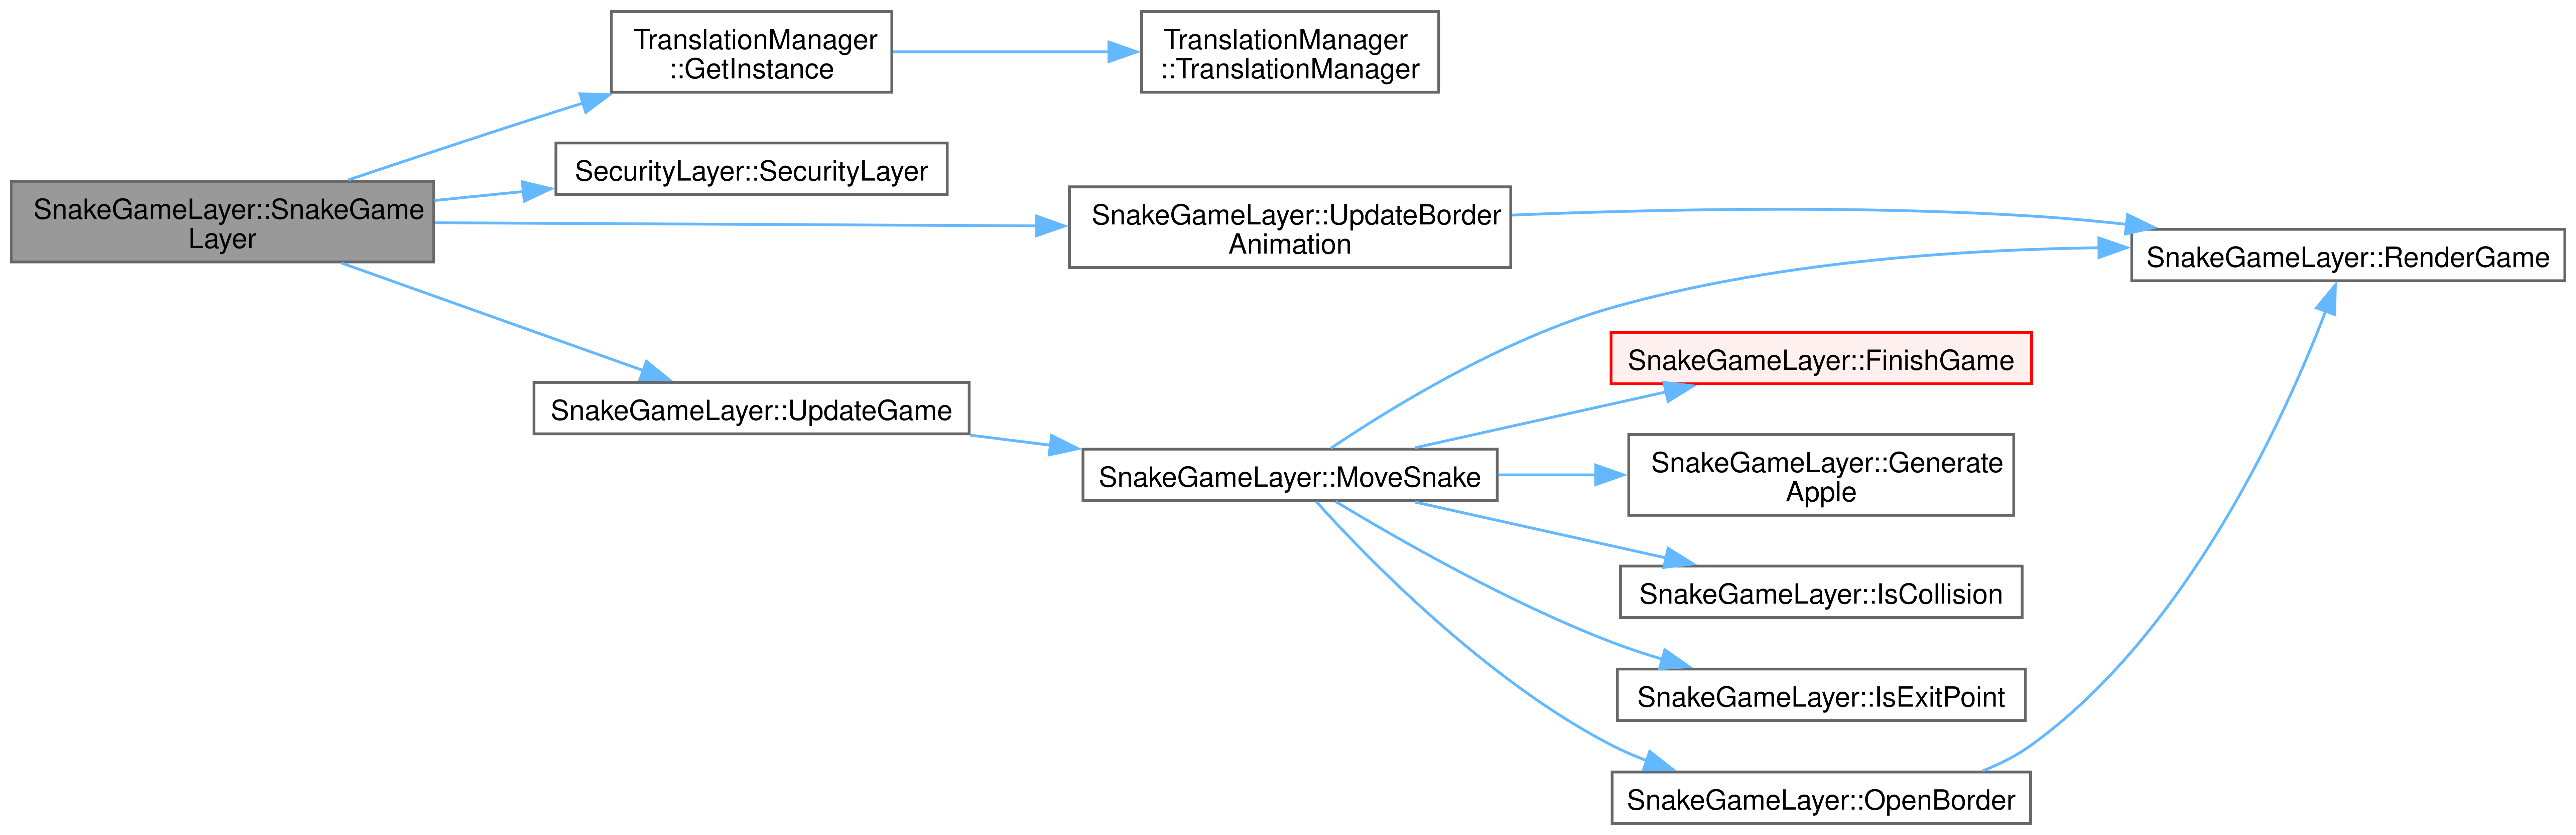 TranslationManager
::GetInstance
TranslationManager
::TranslationManager
SecurityLayer::SecurityLayer
SnakeGameLayer::SnakeGame
Layer
SnakeGameLayer::UpdateBorder
Animation
SnakeGameLayer::RenderGame
SnakeGameLayer::FinishGame
SnakeGameLayer::UpdateGame
SnakeGameLayer::MoveSnake
SnakeGameLayer::Generate
Apple
SnakeGameLayer::IsCollision
SnakeGameLayer::IsExitPoint
SnakeGameLayer::OpenBorder